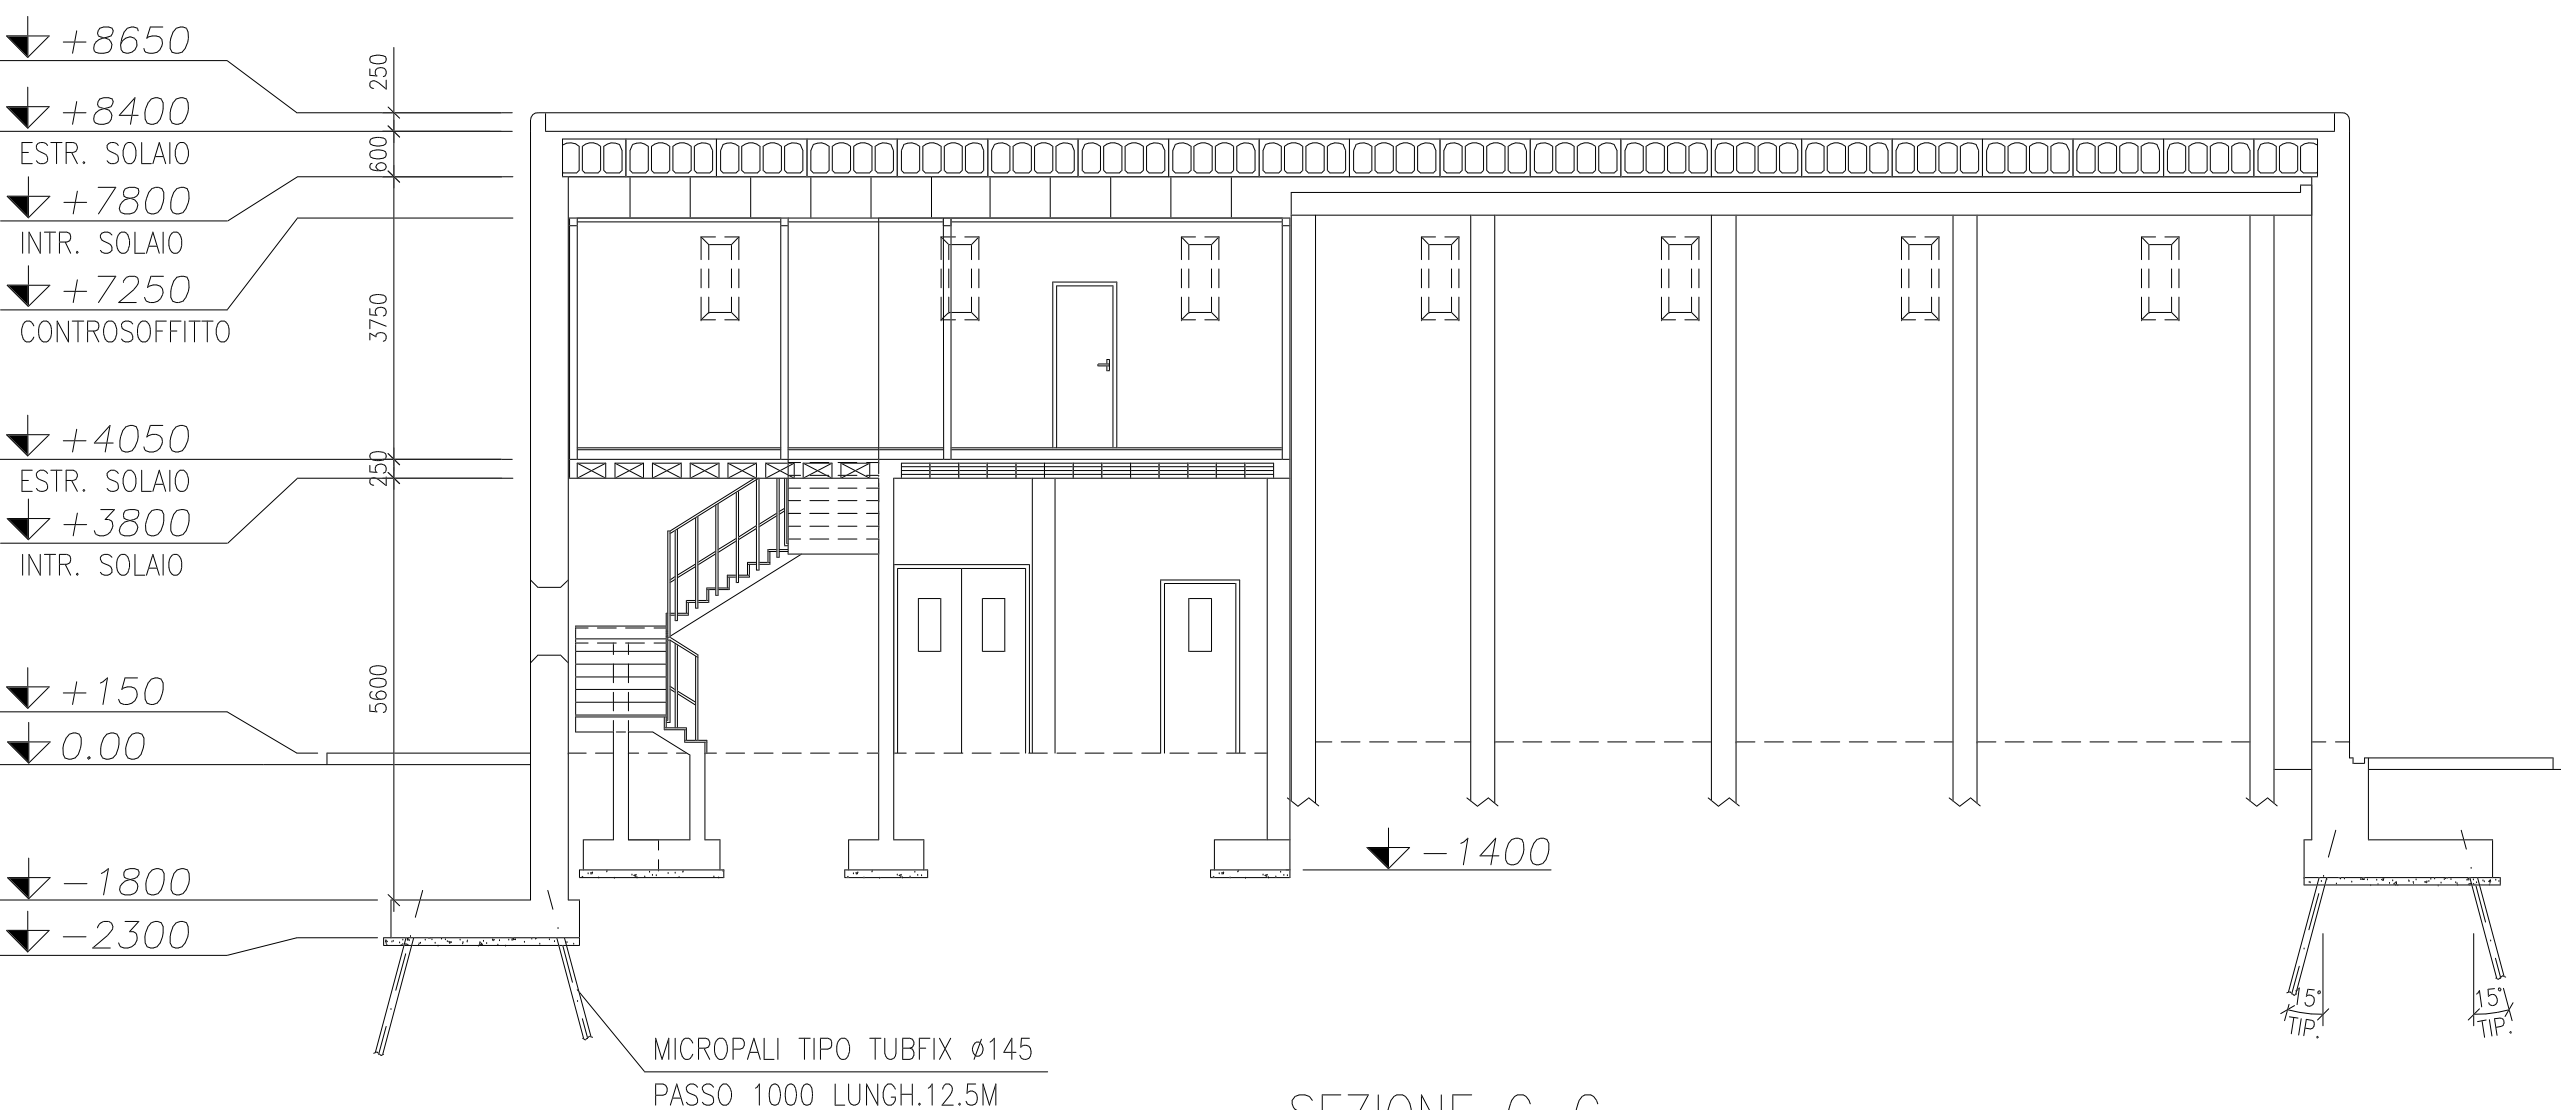 +8650
+8400
ESTR. SOLAIO
+7800
INTR. SOLAIO
+7250
CONTROSOFFITTO
+4050
ESTR. SOLAIO
+3800
INTR. SOLAIO
+150
0.00
-1800
-2300
250
600
3750
250
5600
-1400
15°
TIP.
15°
TIP.
MICROPALI TIPO TUBFIX ø145
PASSO 1000 LUNGH.12.5M
SEZIONE